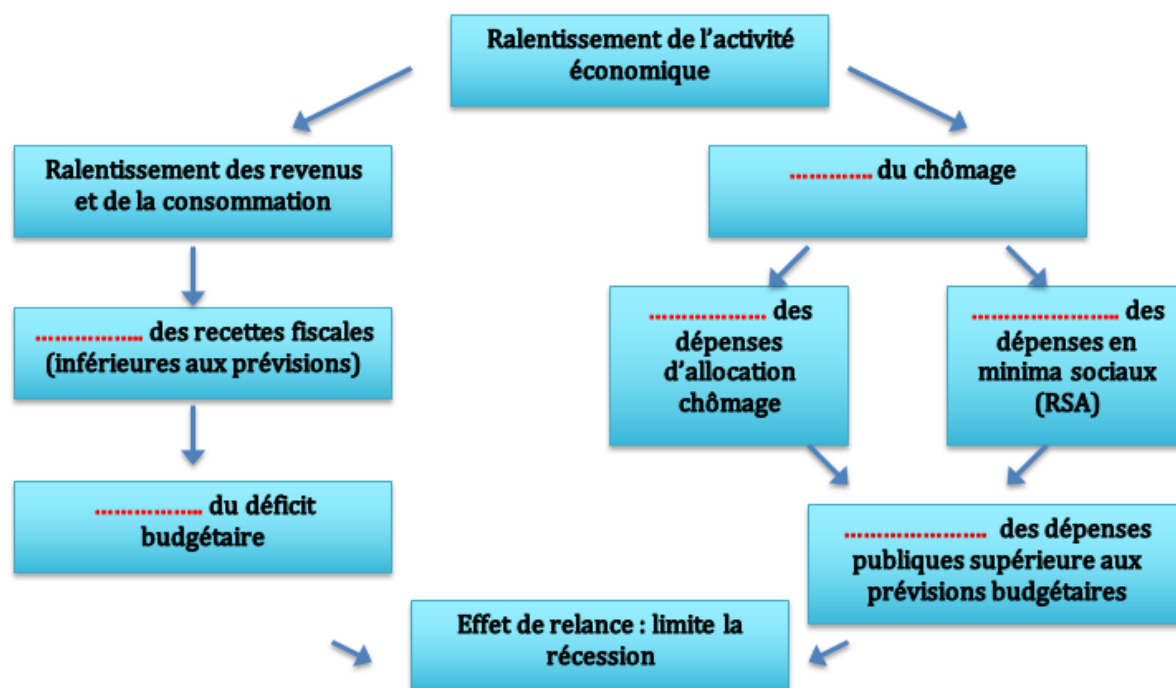 Ralentissement de l'activité
économique
Ralentissement des revenus
et de la consommation
…………. du chômage
…………….. des recettes fiscales
(inférieures aux prévisions)
……………… des
dépenses
d'allocation
chômage
………………….. des
dépenses en
minima sociaux
(RSA)
…………….. du déficit
budgétaire
………………….. des dépenses
publiques supérieure aux
prévisions budgétaires
Effet de relance : limite la
récession